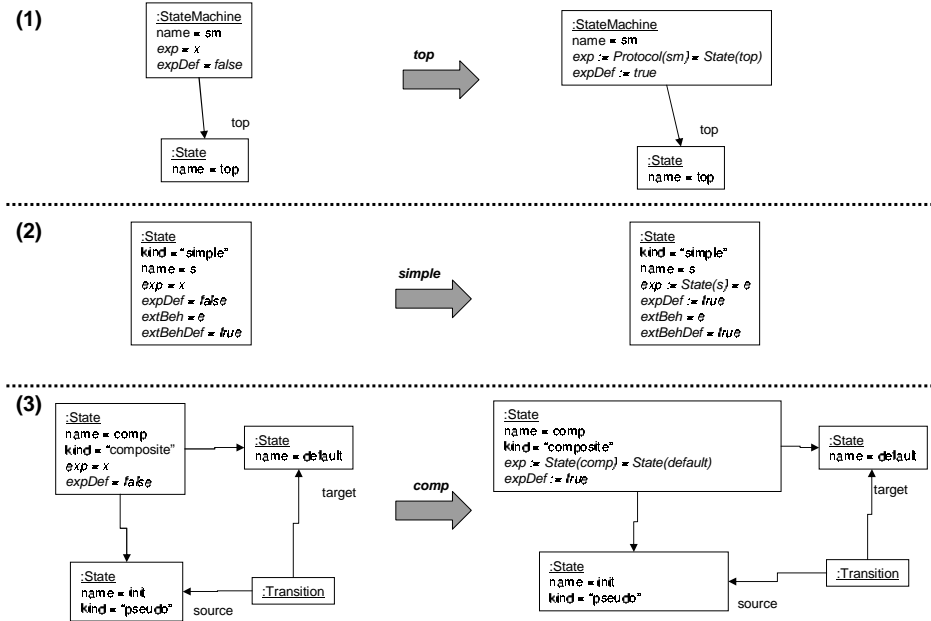 (1)
:StateMachine
name = sm
exp = x
expDef = false
top
:State
name = top
top
:StateMachine
name = sm
exp := Protocol(sm) = State(top)
expDef := true
top
:State
name = top
(2)
:State
kind = "simple"
name = s
exp = x
expDef = false
extBeh = e
extBehDef = true
simple
:State
kind = "simple"
name = s
exp := State(s) = e
expDef := true
extBeh = e
extBehDef = true
(3)
:State
name = comp
kind = "composite"
exp = x
expDef = false
:State
name = default
target
:State
name = init
kind = "pseudo"
source
:Transition
comp
:State
name = comp
kind = "composite"
exp := State(comp) = State(default)
expDef := true
:State
name = default
target
:State
name = init
kind = "pseudo"
source
:Transition